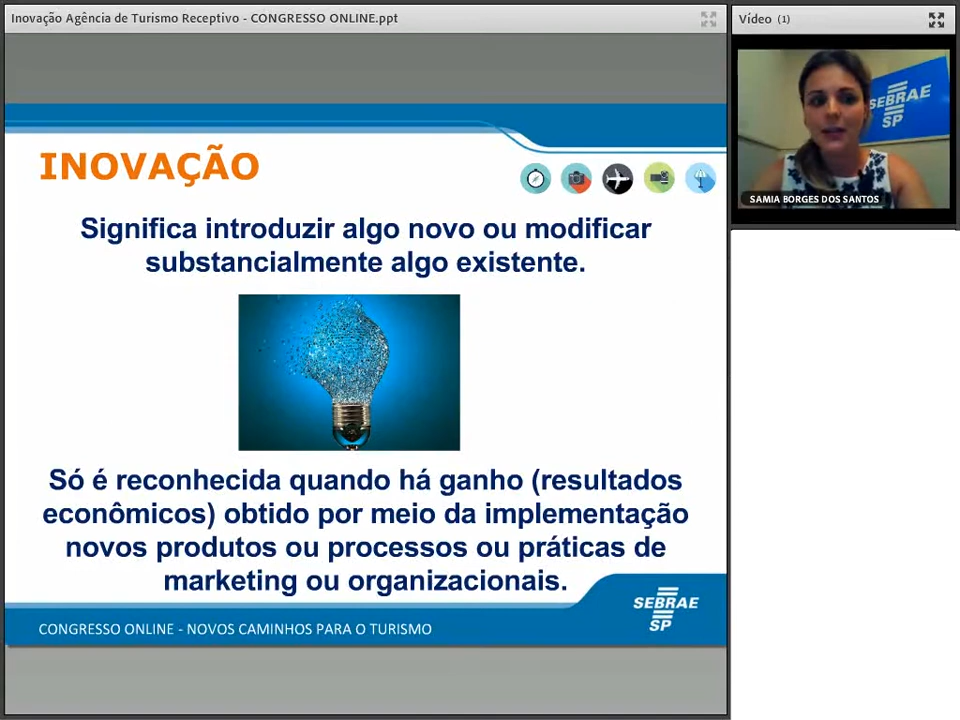 Inovação Agência de Turismo Receptivo - CONGRESSO ONLINE.ppt
Vídeo (1)
SEBRAE
SP
SAMIA BORGES DOS SANTOS
INOVAÇÃO
Significa introduzir algo novo ou modificar
substancialmente algo existente.
Só é reconhecida quando há ganho (resultados
econômicos) obtido por meio da implementação
novos produtos ou processos ou práticas de
marketing ou organizacionais.
SEBRAE
SP
CONGRESSO ONLINE - NOVOS CAMINHOS PARA O TURISMO